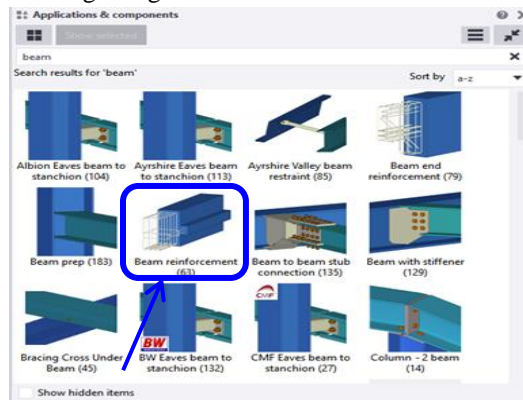 Applications & components
Show selected
beam
Search results for 'beam'
Sort by a-z
Albion Eaves beam to stanchion (104)
Ayrshire Eaves beam to stanchion (113)
Ayrshire Valley beam restraint (85)
Beam end reinforcement (79)
Beam prep (183)
Beam reinforcement (63)
Beam to beam stub connection (135)
Beam with stiffener (129)
BW
CMF
Bracing Cross Under Beam (45)
BW Eaves beam to stanchion (132)
CMF Eaves beam to stanchion (27)
Column - 2 beam (14)
Show hidden items